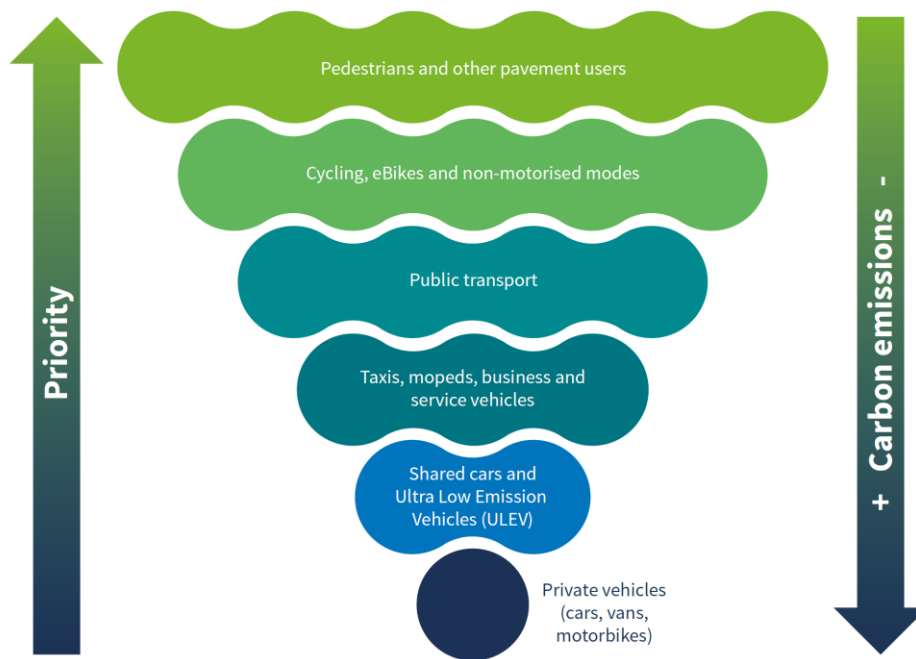 Pedestrians and other pavement users
Cycling, eBikes and non-motorised modes
Public transport
Taxis, mopeds, business and
service vehicles
Shared cars and
Ultra Low Emission
Vehicles (ULEV)
Private vehicles
(cars, vans,
motorbikes)
Priority
+ Carbon emissions -